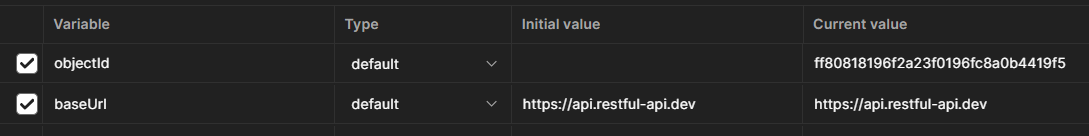 Variable Type Initial value Current value
objectId default ff80818196f2a23f0196fc8a0b4419f5
baseUrl default https://api.restful-api.dev https://api.restful-api.dev